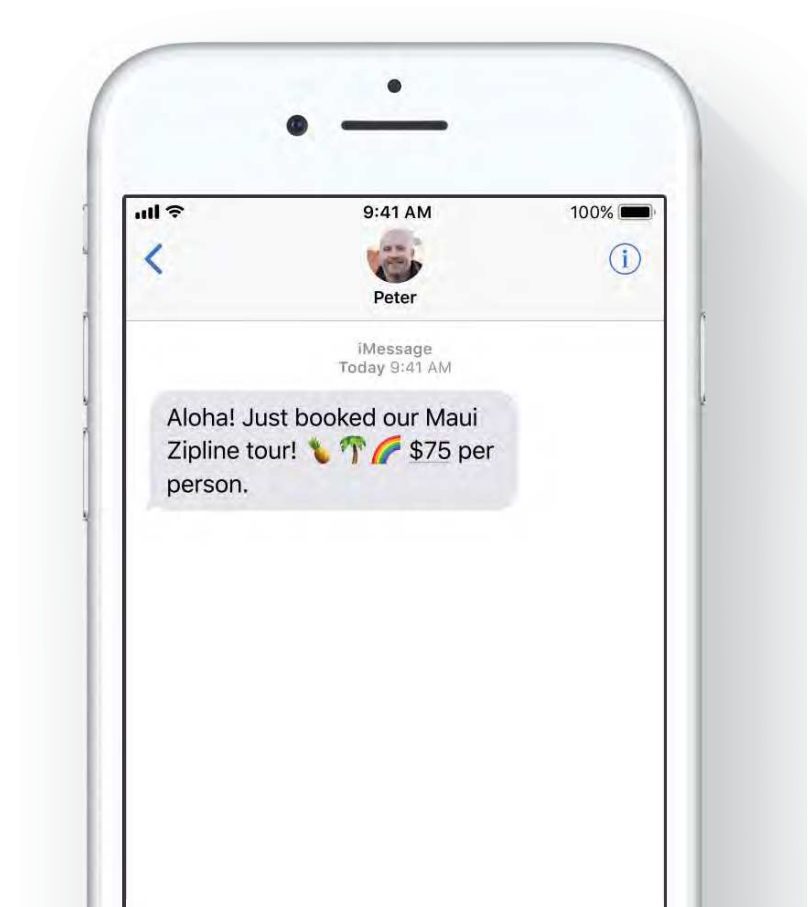 9:41 AM
100%
Peter
iMessage
Today 9:41 AM
Aloha! Just booked our Maui
Zipline tour! 🍍 🌴 🌈 $75 per
person.